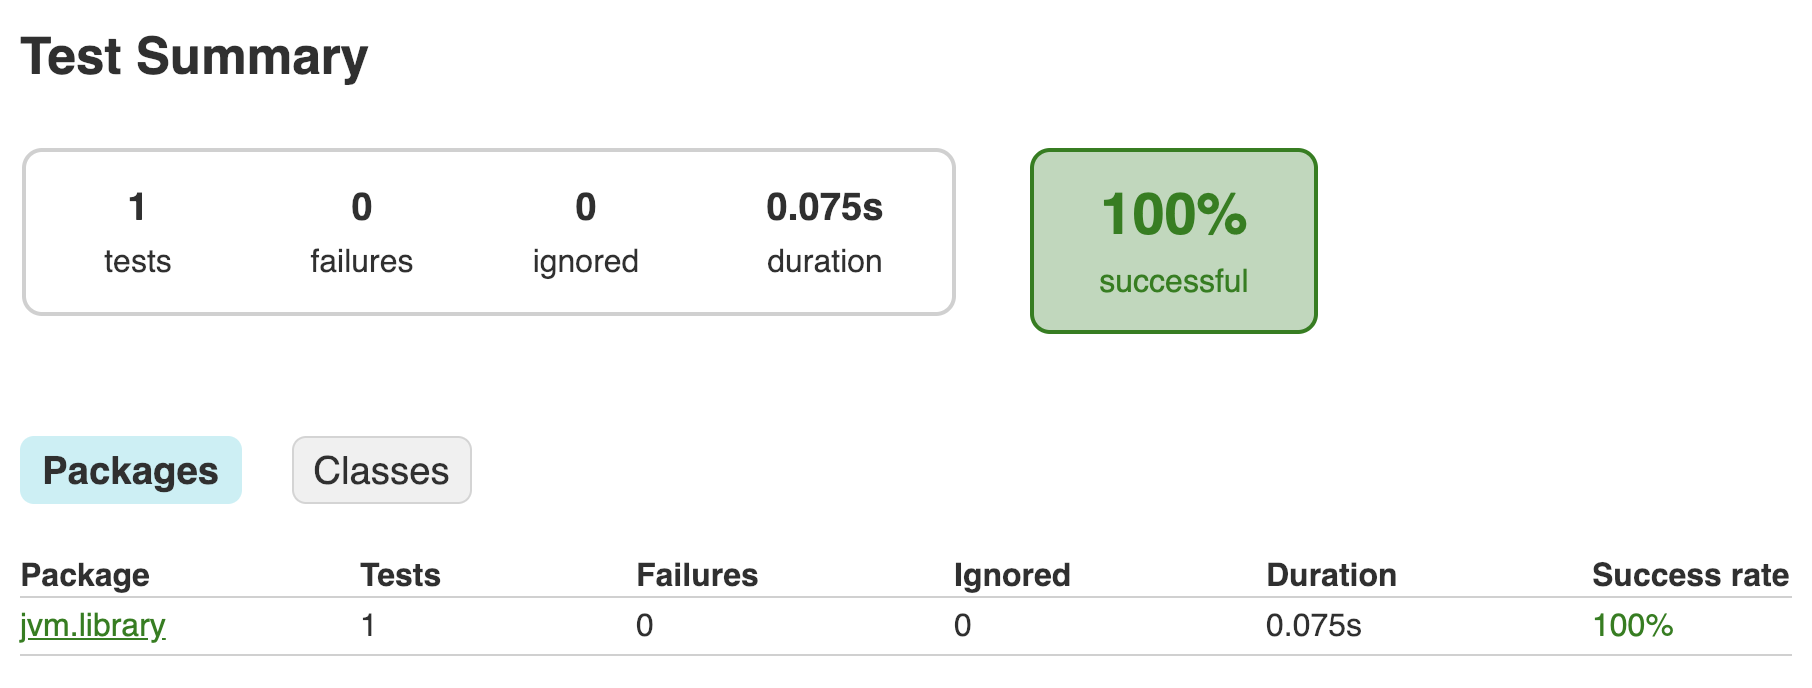 Test Summary
1 0 0 0.075s
tests failures ignored duration
100%
successful
Packages Classes
Package Tests Failures Ignored Duration Success rate
jvm.library 1 0 0 0.075s 100%